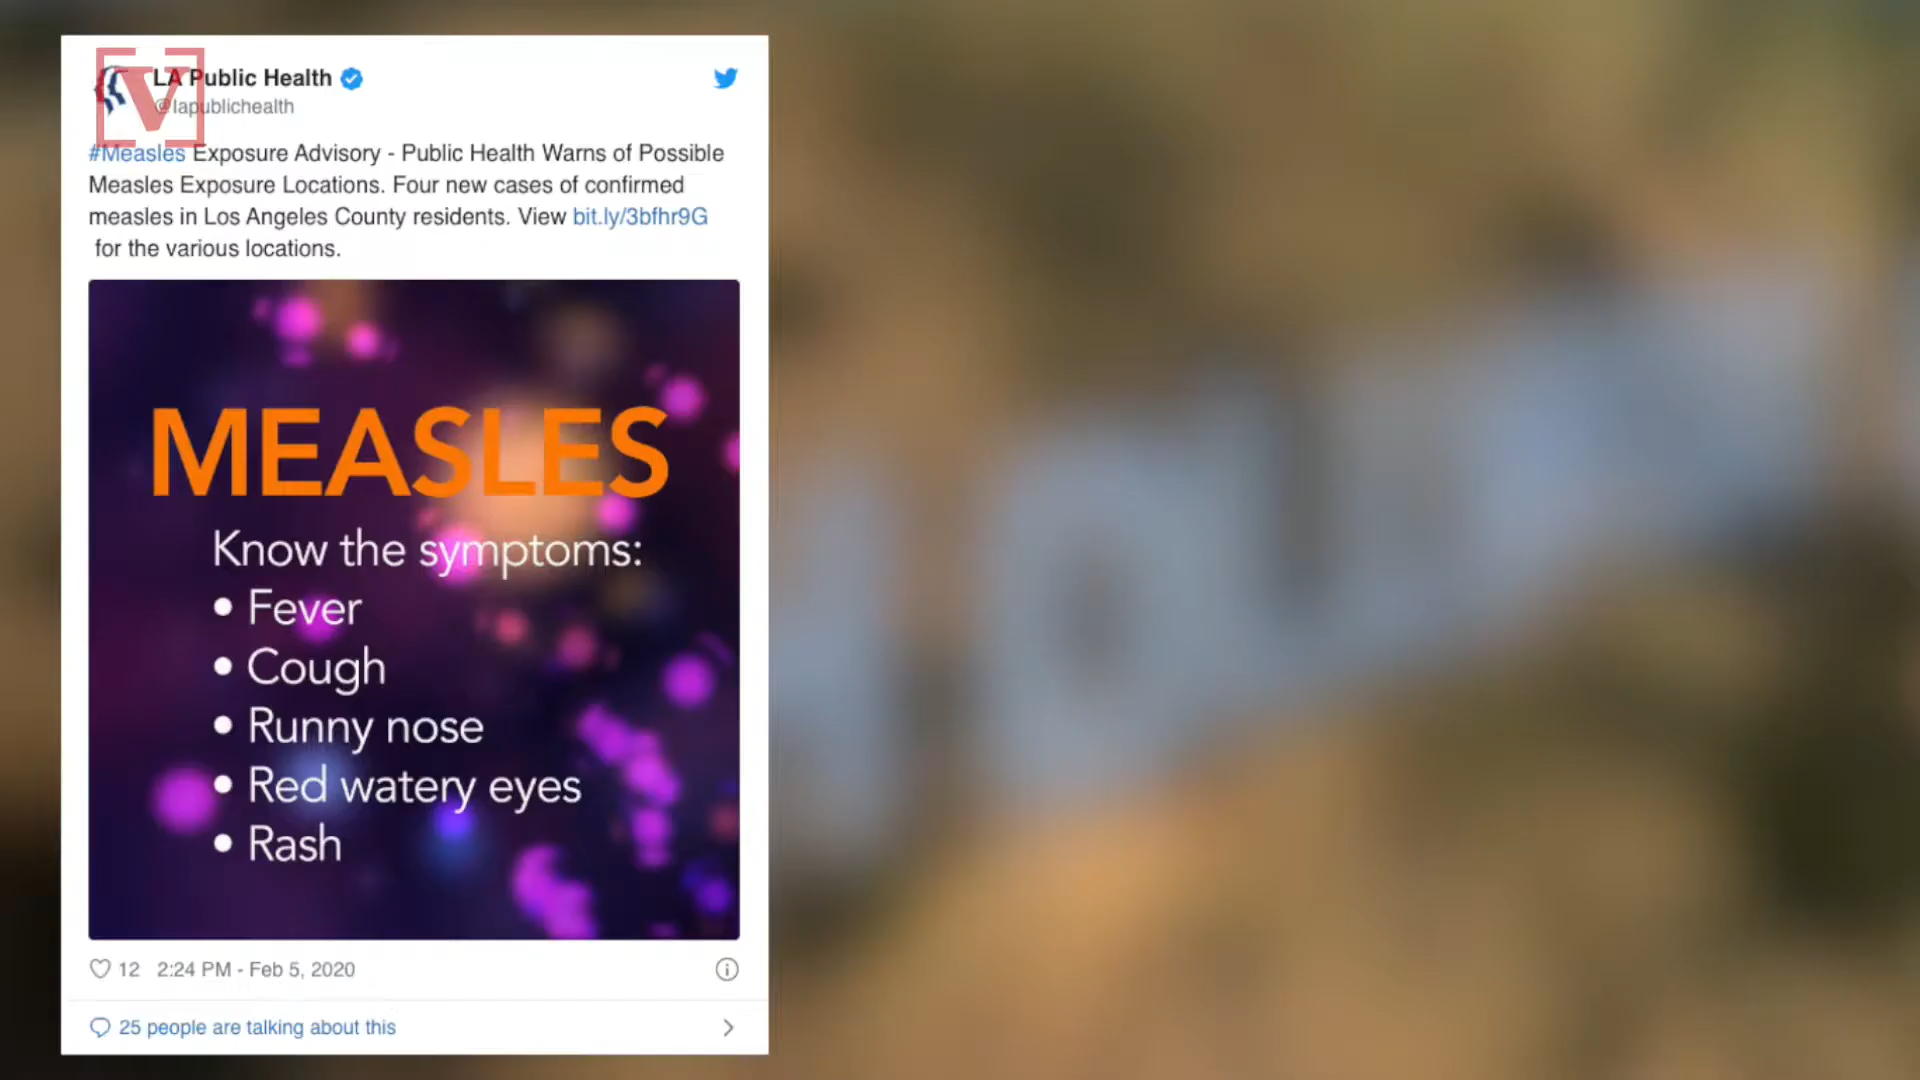 LA Public Health
@lapublichealth
#Measles Exposure Advisory - Public Health Warns of Possible
Measles Exposure Locations. Four new cases of confirmed
measles in Los Angeles County residents. View bit.ly/3bfhr9G
for the various locations.
MEASLES
Know the symptoms:
• Fever
• Cough
• Runny nose
• Red watery eyes
• Rash
12 2:24 PM - Feb 5, 2020
25 people are talking about this
V